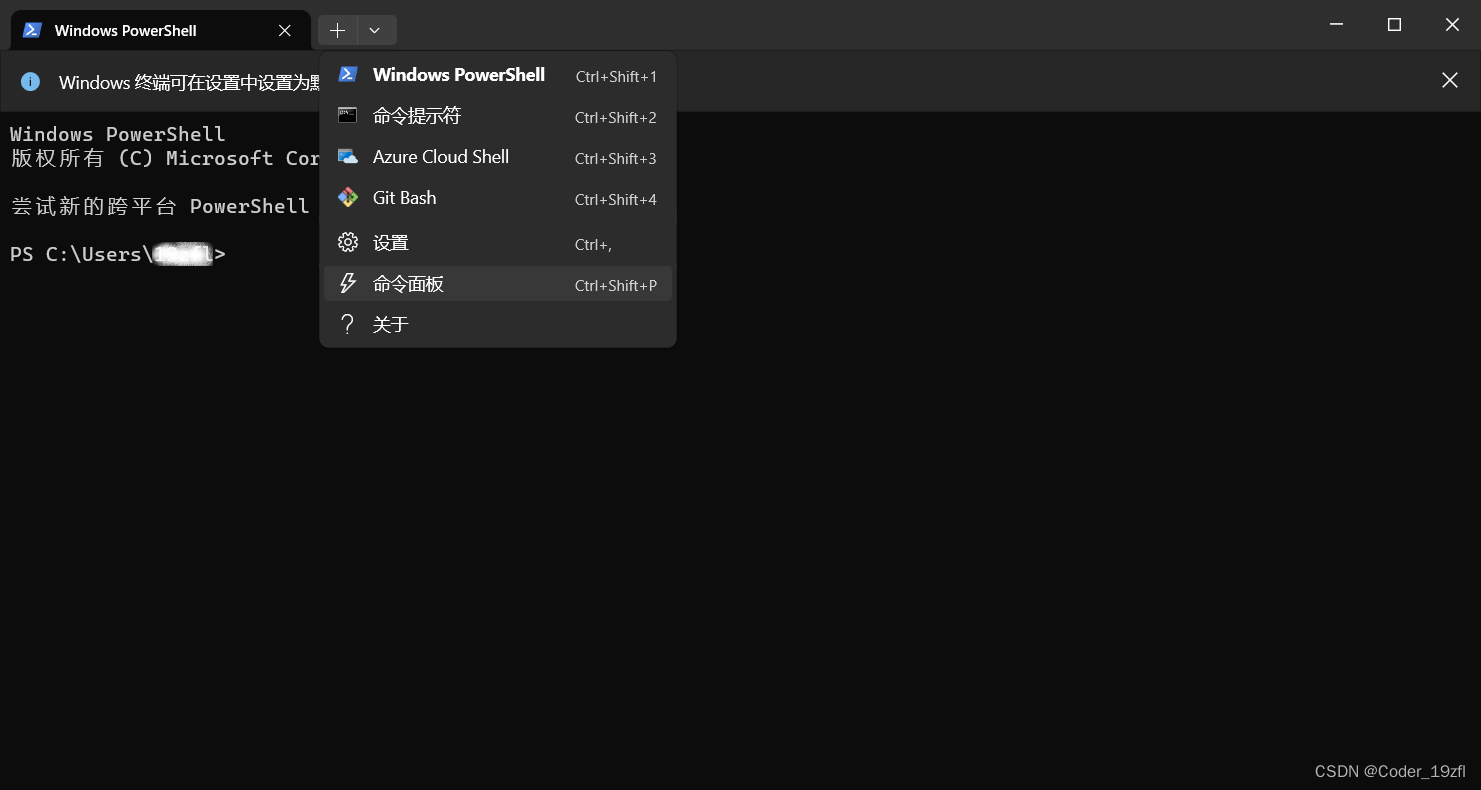 Windows PowerShell
Windows PowerShell Ctrl+Shift+1
命令提示符 Ctrl+Shift+2
Azure Cloud Shell Ctrl+Shift+3
Git Bash Ctrl+Shift+4
设置 Ctrl+,
命令面板 Ctrl+Shift+P
关于
Windows 终端可在设置中设置为
Windows PowerShell
版权所有 (C) Microsoft Cor
尝试新的跨平台 PowerShell
PS C:\Users\ >
CSDN @Coder_19zfl